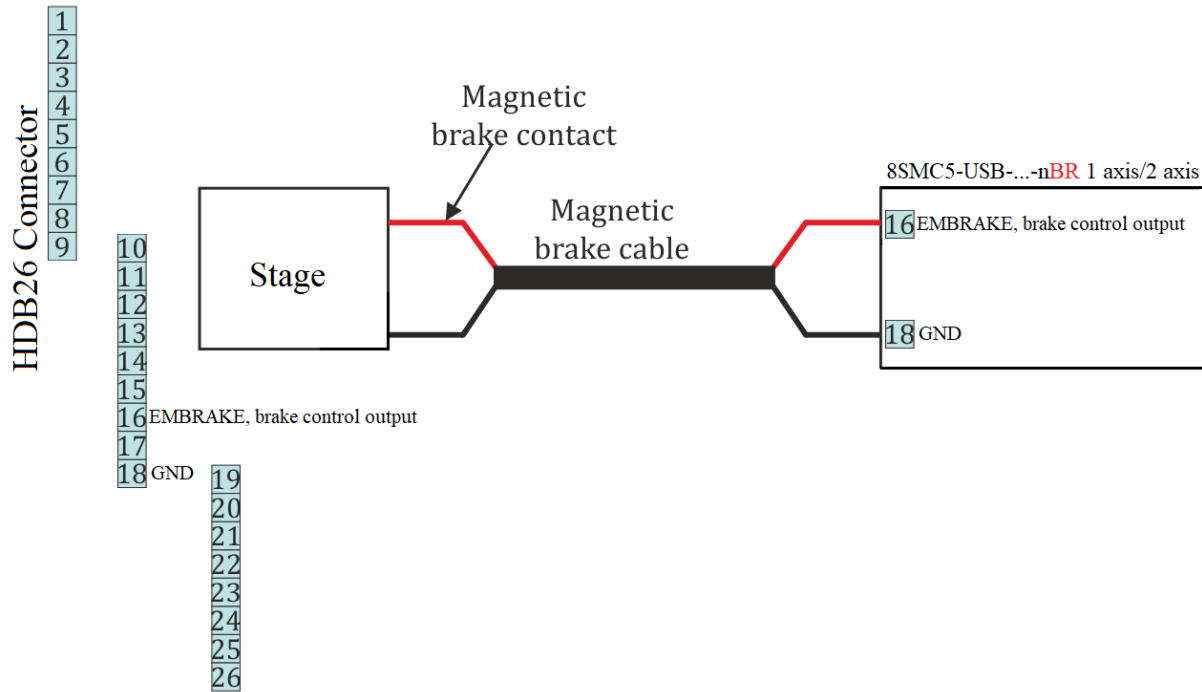 HDB26 Connector
1
2
3
4
5
6
7
8
9
10
11
12
13
14
15
16 EMBRAKE, brake control output
17
18 GND
19
20
21
22
23
24
25
26
Stage
Magnetic
brake contact
Magnetic
brake cable
8SMC5-USB-...-nBR 1 axis/2 axis
16 EMBRAKE, brake control output
18 GND